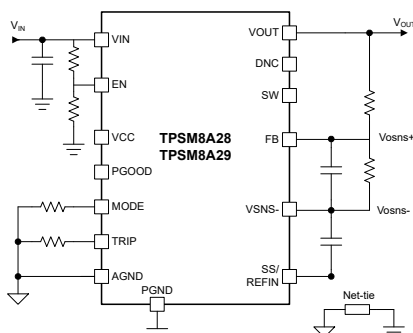 VIN
VIN
EN
VCC
PGOOD
MODE
TRIP
AGND
PGND
TPSM8A28
TPSM8A29
VOUT
DNC
SW
FB
VSNS-
SS/
REFIN
VOUT
Vosns+
Vosns-
Net-tie